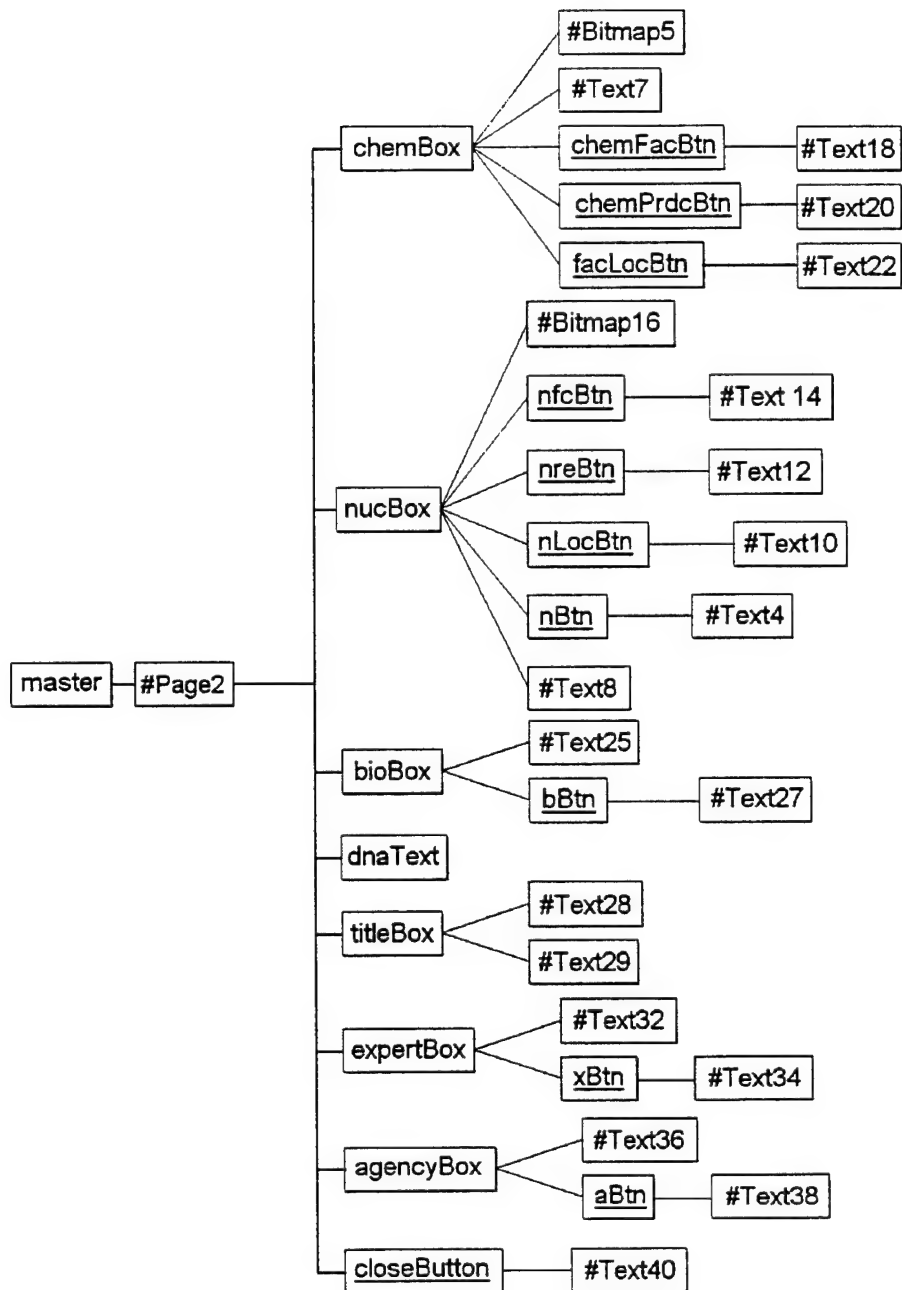 #Bitmap5
#Text7
chemBox
chemFacBtn
#Text18
chemPrdcBtn
#Text20
facLocBtn
#Text22
#Bitmap16
nfcBtn
#Text 14
nreBtn
#Text12
nucBox
nLocBtn
#Text10
nBtn
#Text4
#Text8
master
#Page2
#Text25
bioBox
bBtn
#Text27
dnaText
#Text28
titleBox
#Text29
#Text32
expertBox
xBtn
#Text34
#Text36
agencyBox
aBtn
#Text38
closeButton
#Text40